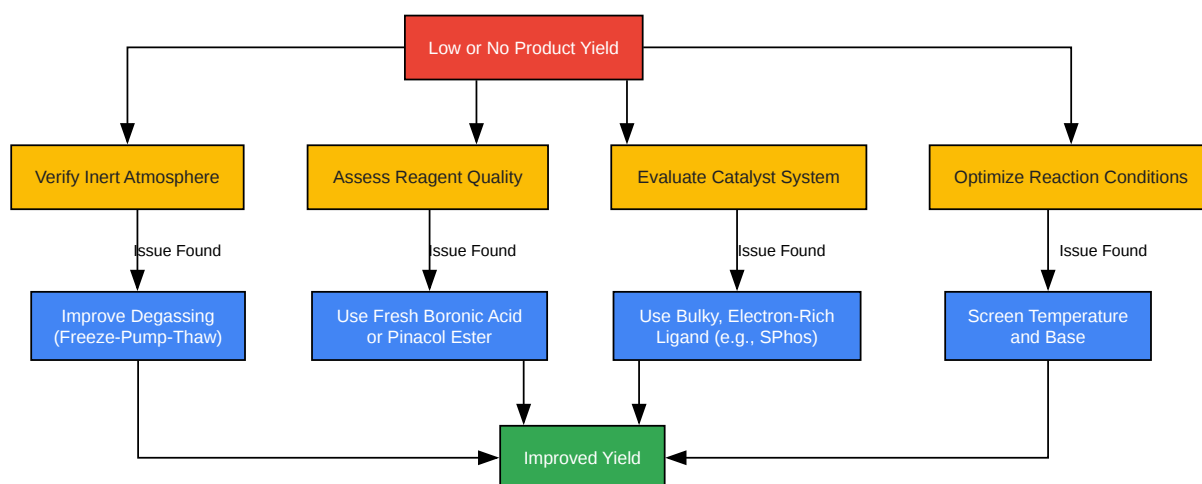 Low or No Product Yield
Verify Inert Atmosphere
Assess Reagent Quality
Evaluate Catalyst System
Optimize Reaction Conditions
Issue Found
Issue Found
Issue Found
Issue Found
Improve Degassing
(Freeze-Pump-Thaw)
Use Fresh Boronic Acid
or Pinacol Ester
Use Bulky, Electron-Rich
Ligand (e.g., SPhos)
Screen Temperature
and Base
Improved Yield